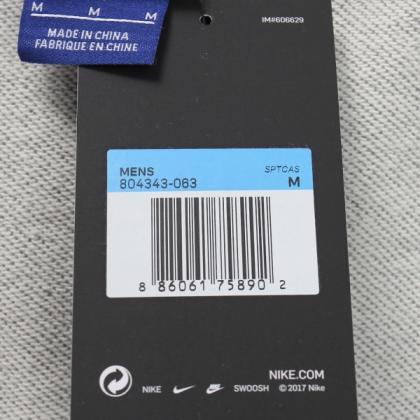 IM#606629
M M M
MADE IN CHINA
FABRIQUE EN CHINE
MENS SPTCAS
804343-063 M
8 86061 75890 2
NIKE.COM
NIKE SWOOSH © 2017 Nike